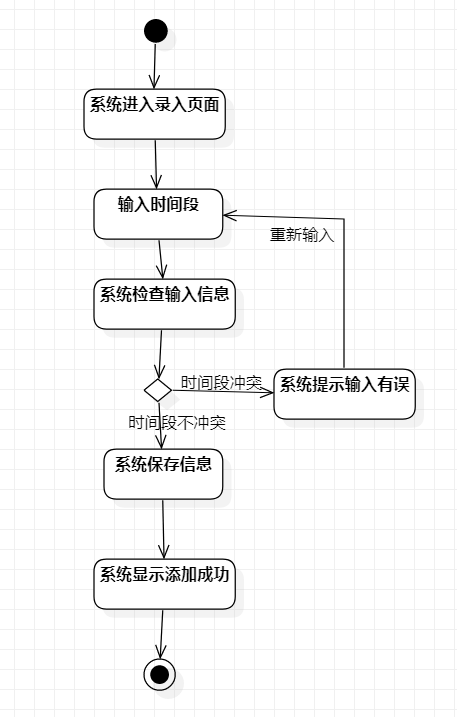 系统进入录入页面
输入时间段
重新输入
系统检查输入信息
时间段冲突
系统提示输入有误
时间段不冲突
系统保存信息
系统显示添加成功